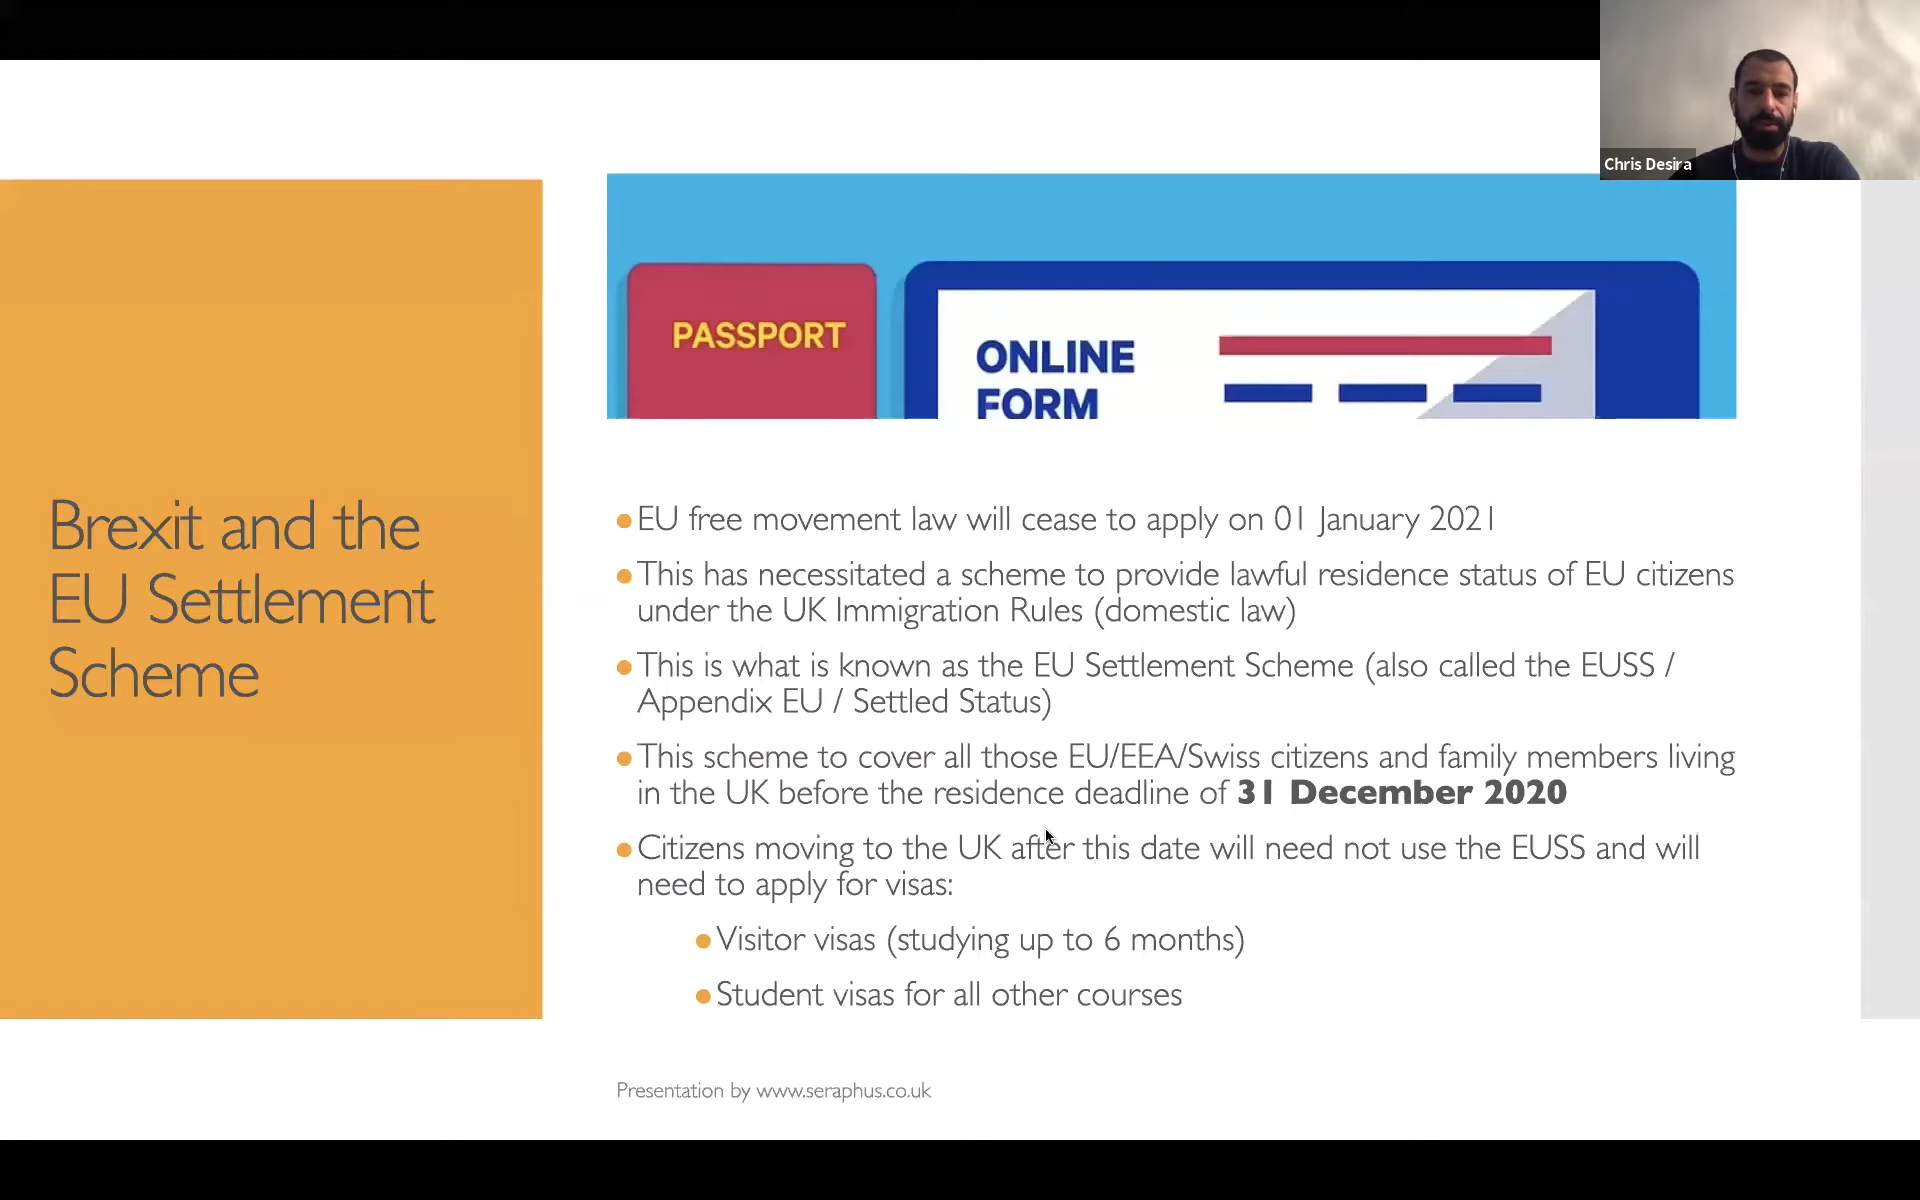 Chris Desira
PASSPORT
ONLINE
FORM
Brexit and the
EU Settlement
Scheme
EU free movement law will cease to apply on 01 January 2021
This has necessitated a scheme to provide lawful residence status of EU citizens
under the UK Immigration Rules (domestic law)
This is what is known as the EU Settlement Scheme (also called the EUSS /
Appendix EU / Settled Status)
This scheme to cover all those EU/EEA/Swiss citizens and family members living
in the UK before the residence deadline of 31 December 2020
Citizens moving to the UK after this date will need not use the EUSS and will
need to apply for visas:
Visitor visas (studying up to 6 months)
Student visas for all other courses
Presentation by www.seraphus.co.uk